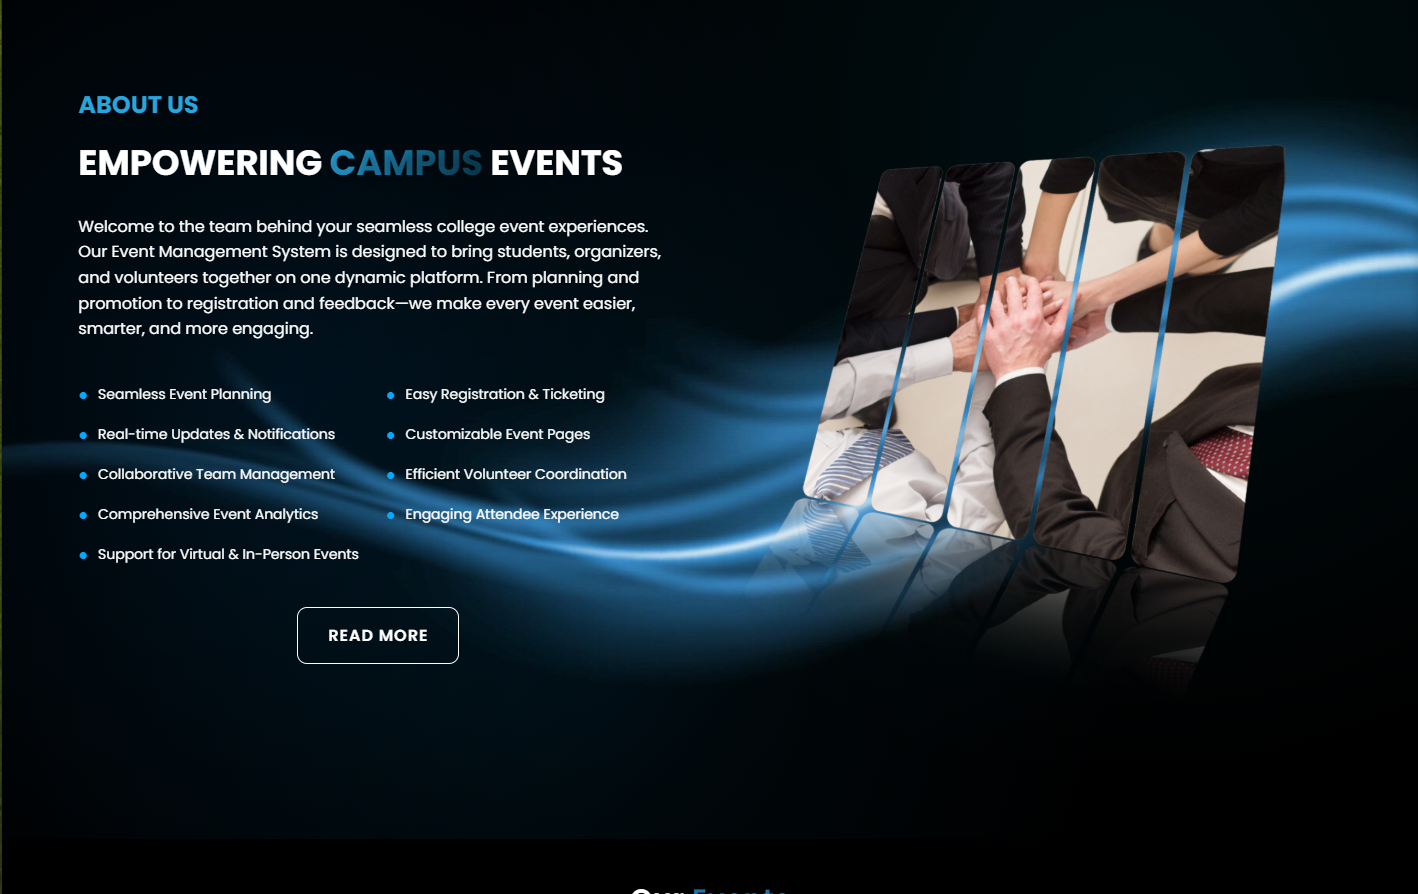 ABOUT US
EMPOWERING CAMPUS EVENTS
Welcome to the team behind your seamless college event experiences.
Our Event Management System is designed to bring students, organizers,
and volunteers together on one dynamic platform. From planning and
promotion to registration and feedback—we make every event easier,
smarter, and more engaging.
Seamless Event Planning
Easy Registration & Ticketing
Real-time Updates & Notifications
Customizable Event Pages
Collaborative Team Management
Efficient Volunteer Coordination
Comprehensive Event Analytics
Engaging Attendee Experience
Support for Virtual & In-Person Events
READ MORE
Our Events